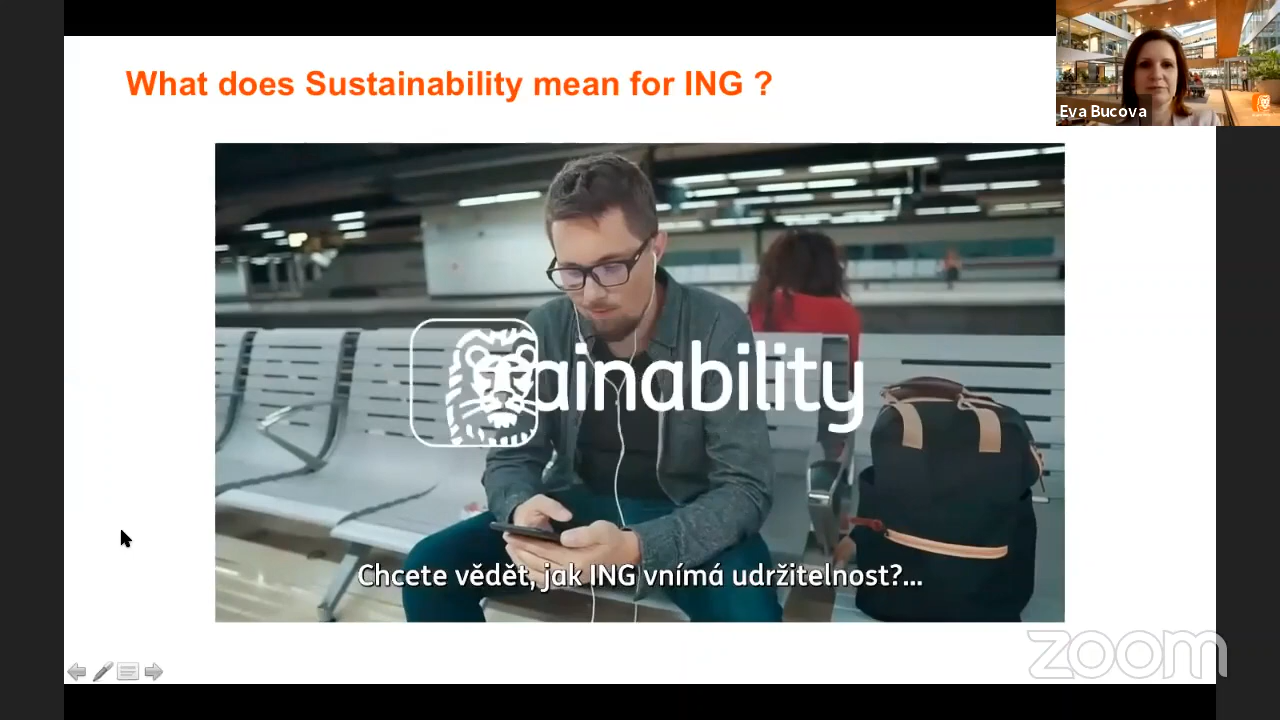 What does Sustainability mean for ING ?
Eva Bucova
ainability
Chcete vědět, jak ING vnímá udržitelnost?...
zoom